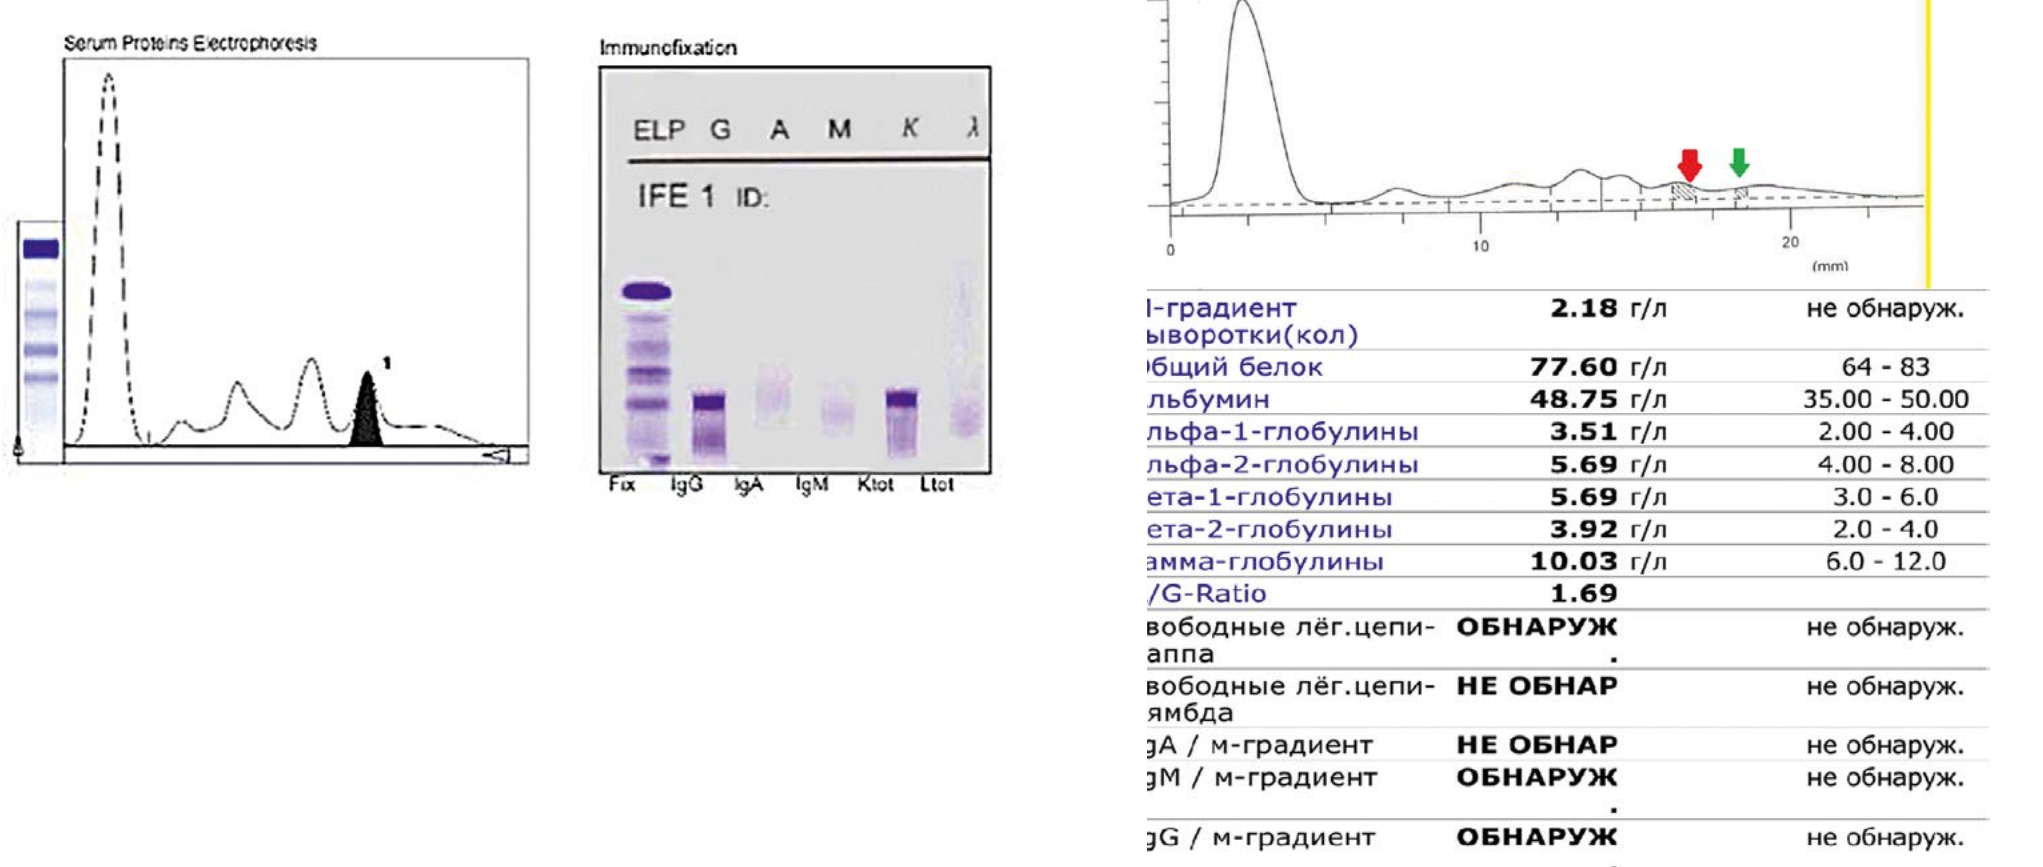 Serum Proteins Electrophoresis
1
Immunofixation
ELP G A M K λ
IFE 1 ID:
Fix IgG IgA IgM Ktot Ltot
0 10 20
(mm)
-градиент 2.18 г/л не обнаруж.
ыворотки(кол)
бщий белок 77.60 г/л 64 - 83
льбумин 48.75 г/л 35.00 - 50.00
льфа-1-глобулины 3.51 г/л 2.00 - 4.00
льфа-2-глобулины 5.69 г/л 4.00 - 8.00
ета-1-глобулины 5.69 г/л 3.0 - 6.0
ета-2-глобулины 3.92 г/л 2.0 - 4.0
амма-глобулины 10.03 г/л 6.0 - 12.0
/G-Ratio 1.69
вободные лёг.цепи- ОБНАРУЖ не обнаруж.
аппа .
вободные лёг.цепи- НЕ ОБНАР не обнаруж.
ямбда
gA / м-градиент НЕ ОБНАР не обнаруж.
gM / м-градиент ОБНАРУЖ не обнаруж.
.
gG / м-градиент ОБНАРУЖ не обнаруж.